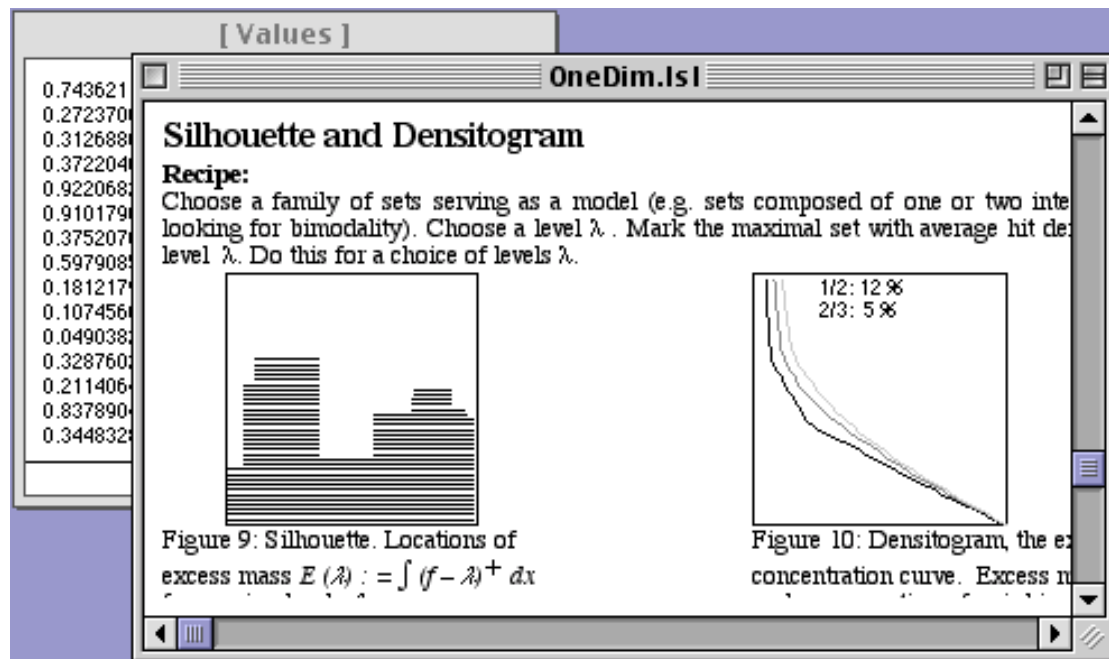 [ Values ]
0.743621
0.272370
0.312688
0.372204
0.922068
0.910179
0.375207
0.597908
0.181217
0.107456
0.049038
0.328760
0.211406
0.837890
0.344832
OneDim.lsl
Silhouette and Densitogram
Recipe:
Choose a family of sets serving as a model (e.g. sets composed of one or two inte
looking for bimodality). Choose a level λ . Mark the maximal set with average hit de
level λ. Do this for a choice of levels λ.
1/2: 12 %
2/3: 5 %
Figure 9: Silhouette. Locations of
excess mass E (λ) : = ∫ (f – λ)⁺ dx
Figure 10: Densitogram, the e
concentration curve. Excess m